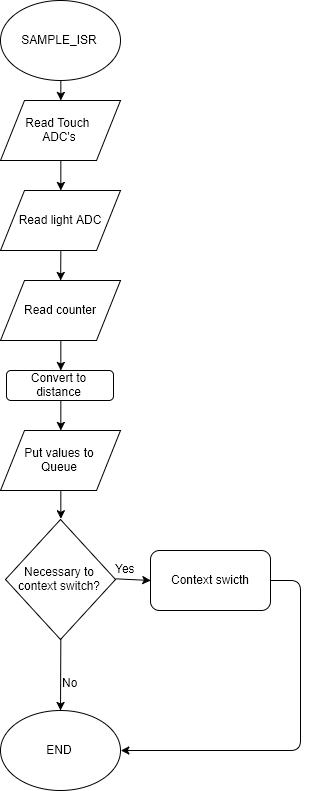 SAMPLE_ISR
Read Touch
ADC's
Read light ADC
Read counter
Convert to
distance
Put values to
Queue
Necessary to
context switch?
Yes
Context swicth
No
END